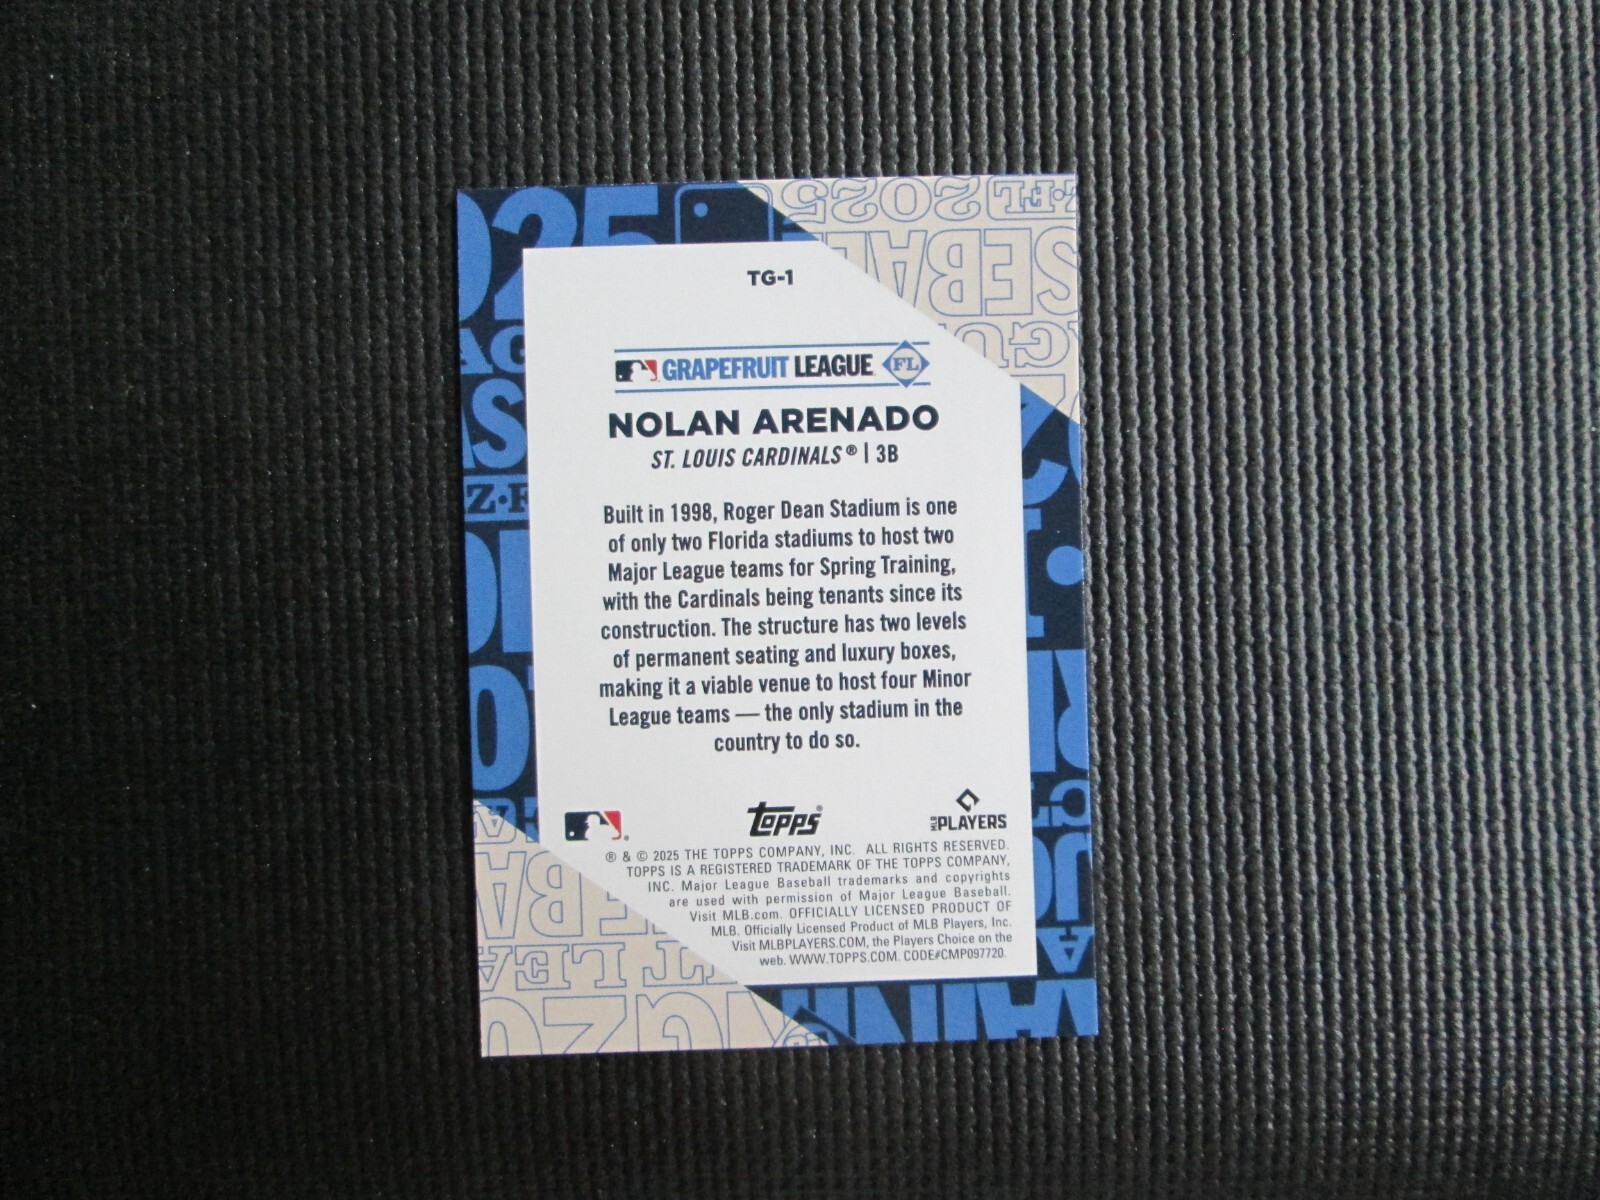 TG-1
GRAPEFRUIT LEAGUE FL
NOLAN ARENADO
ST. LOUIS CARDINALS® | 3B
Built in 1998, Roger Dean Stadium is one
of only two Florida stadiums to host two
Major League teams for Spring Training,
with the Cardinals being tenants since its
construction. The structure has two levels
of permanent seating and luxury boxes,
making it a viable venue to host four Minor
League teams — the only stadium in the
country to do so.
topps®
MLB PLAYERS
® & © 2025 THE TOPPS COMPANY, INC. ALL RIGHTS RESERVED.
TOPPS IS A REGISTERED TRADEMARK OF THE TOPPS COMPANY,
INC. Major League Baseball trademarks and copyrights
are used with permission of Major League Baseball.
Visit MLB.com. OFFICIALLY LICENSED PRODUCT OF
MLB. Officially Licensed Product of MLB Players, Inc.
Visit MLBPLAYERS.COM, the Players Choice on the
web. WWW.TOPPS.COM. CODE#CMP097720.